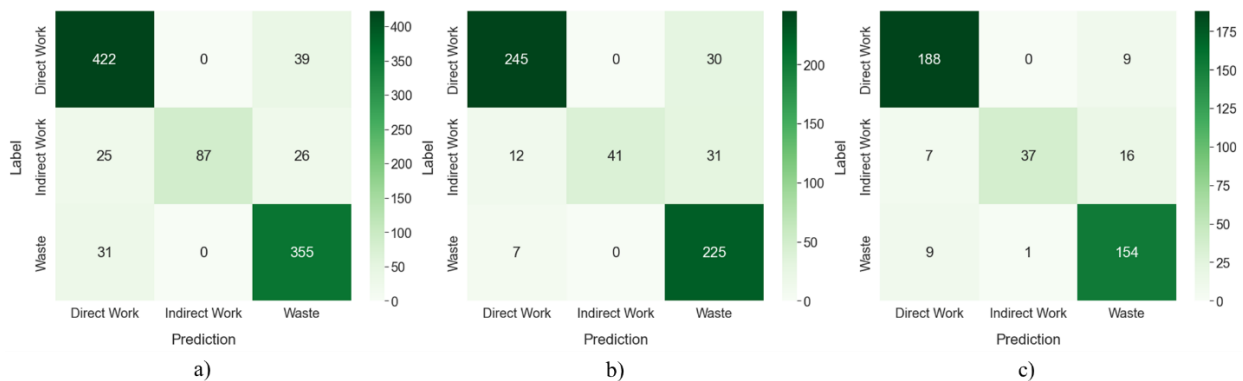 Label
Direct Work
Indirect Work
Waste
422 0 39
25 87 26
31 0 355
Direct Work Indirect Work Waste
Prediction
400
350
300
250
200
150
100
50
0
a)
Label
Direct Work
Indirect Work
Waste
245 0 30
12 41 31
7 0 225
Direct Work Indirect Work Waste
Prediction
200
150
100
50
0
b)
Label
Direct Work
Indirect Work
Waste
188 0 9
7 37 16
9 1 154
Direct Work Indirect Work Waste
Prediction
175
150
125
100
75
50
25
0
c)